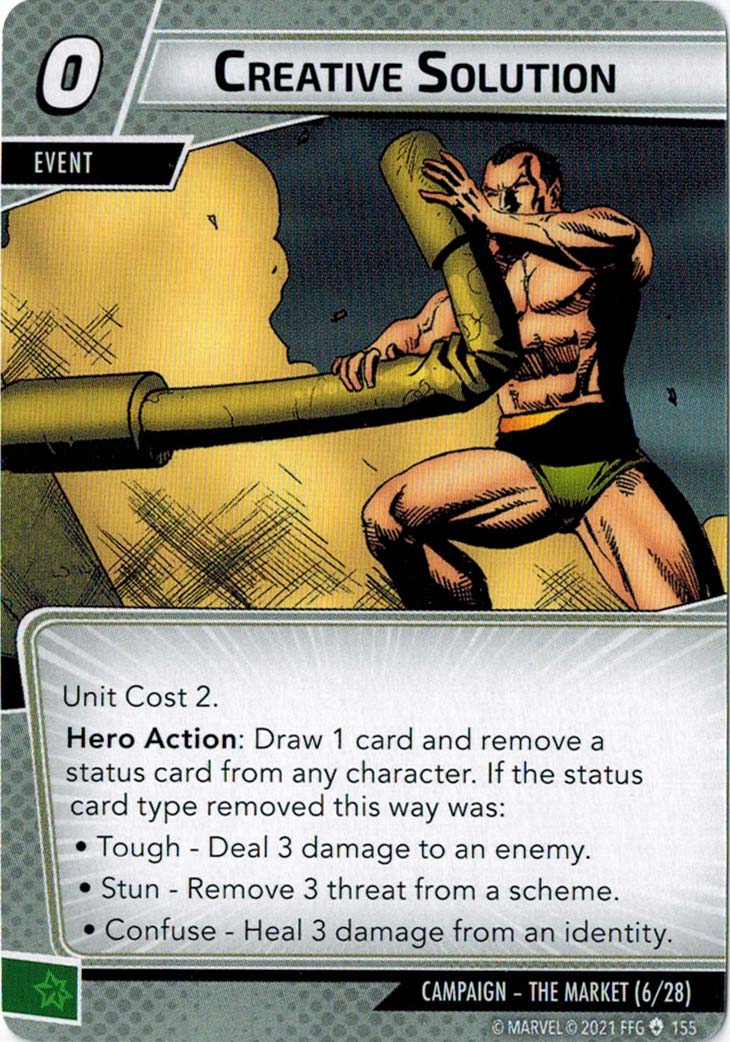 0
CREATIVE SOLUTION
EVENT
Unit Cost 2.
Hero Action: Draw 1 card and remove a
status card from any character. If the status
card type removed this way was:
• Tough - Deal 3 damage to an enemy.
• Stun - Remove 3 threat from a scheme.
• Confuse - Heal 3 damage from an identity.
CAMPAIGN – THE MARKET (6/28)
© MARVEL © 2021 FFG 155